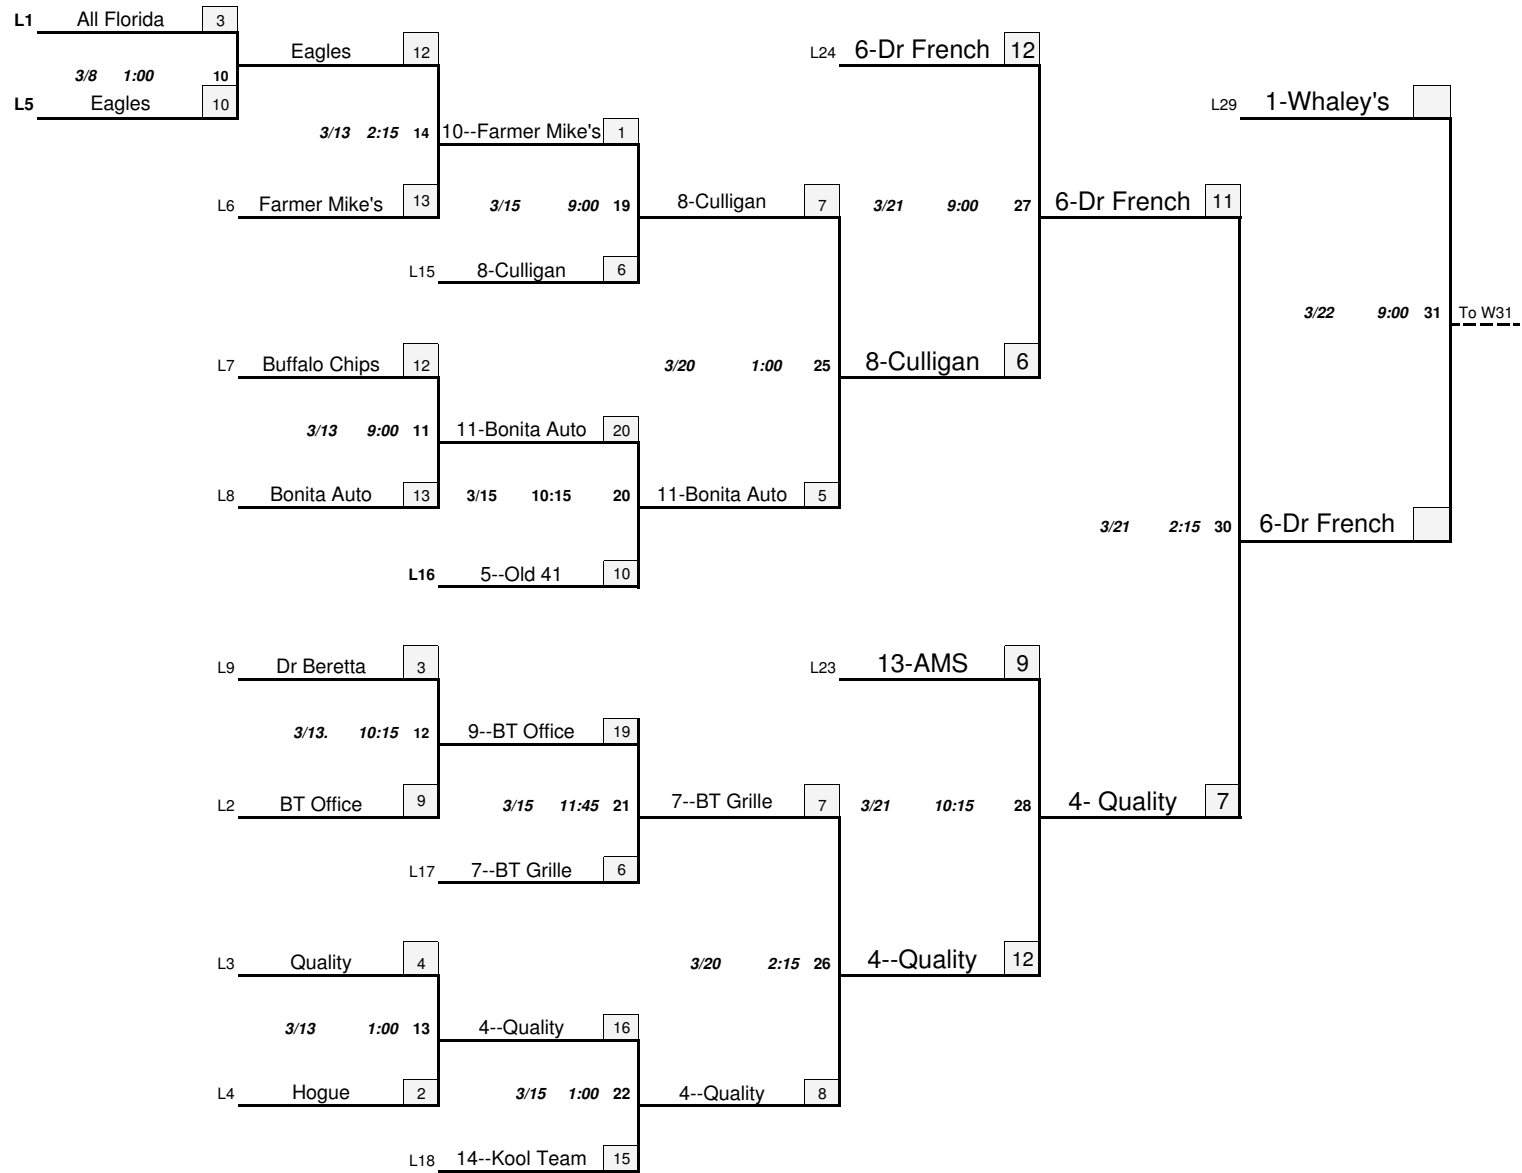 L1 All Florida 3
Eagles 12
L24 6-Dr French 12
3/8 1:00 10
L5 Eagles 10
L29 1-Whaley's
3/13 2:15 14 10--Farmer Mike's 1
L6 Farmer Mike's 13
3/15 9:00 19 8-Culligan 7
3/21 9:00 27 6-Dr French 11
L15 8-Culligan 6
3/22 9:00 31 To W31
L7 Buffalo Chips 12
3/20 1:00 25 8-Culligan 6
3/13 9:00 11 11-Bonita Auto 20
L8 Bonita Auto 13
3/15 10:15 20 11-Bonita Auto 5
3/21 2:15 30 6-Dr French
L16 5--Old 41 10
L9 Dr Beretta 3
L23 13-AMS 9
3/13. 10:15 12 9--BT Office 19
L2 BT Office 9
3/15 11:45 21 7--BT Grille 7
3/21 10:15 28 4- Quality 7
L17 7--BT Grille 6
L3 Quality 4
3/20 2:15 26 4--Quality 12
3/13 1:00 13 4--Quality 16
L4 Hogue 2
3/15 1:00 22 4--Quality 8
L18 14--Kool Team 15